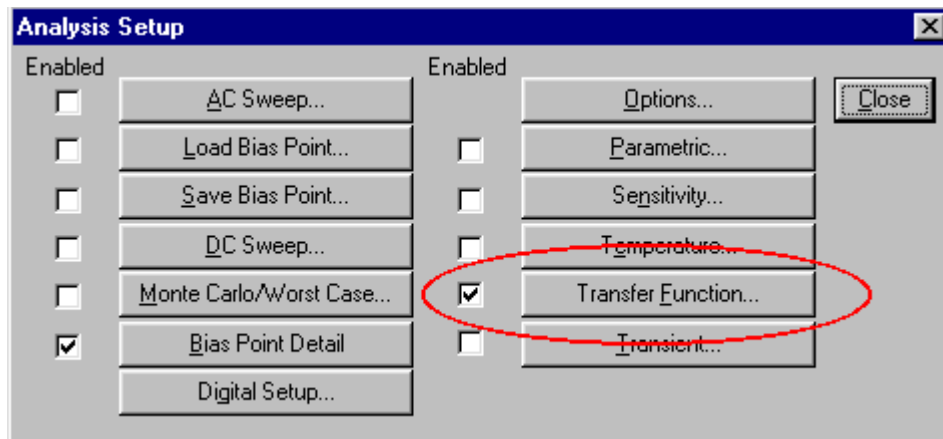 Analysis Setup
Enabled
Enabled
AC Sweep...
Options...
Close
Load Bias Point...
Parametric...
Save Bias Point...
Sensitivity...
DC Sweep...
Temperature...
Monte Carlo/Worst Case...
Transfer Function...
Bias Point Detail
Transient...
Digital Setup...